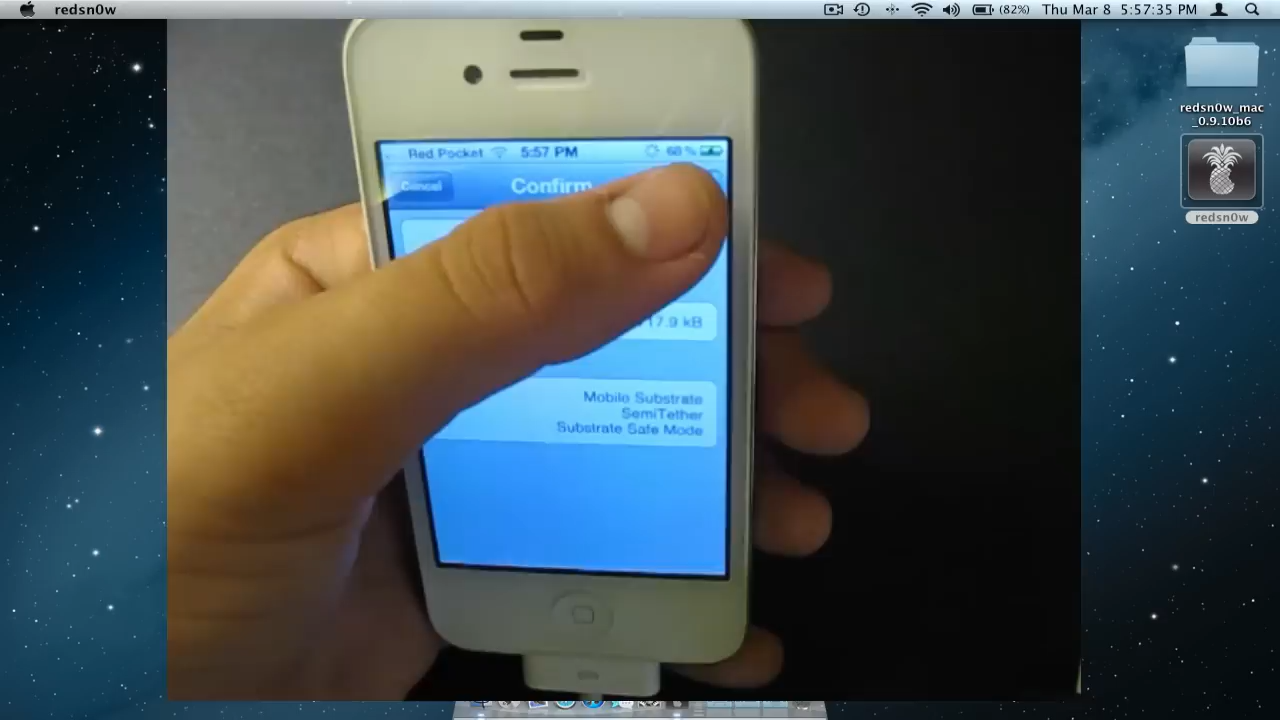 redsn0w
(82%) Thu Mar 8 5:57:35 PM
redsn0w_mac
_0.9.10b6
redsn0w
Red Pocket 5:57 PM 68 %
Cancel Confirm
17.9 kB
Mobile Substrate
SemiTether
Substrate Safe Mode